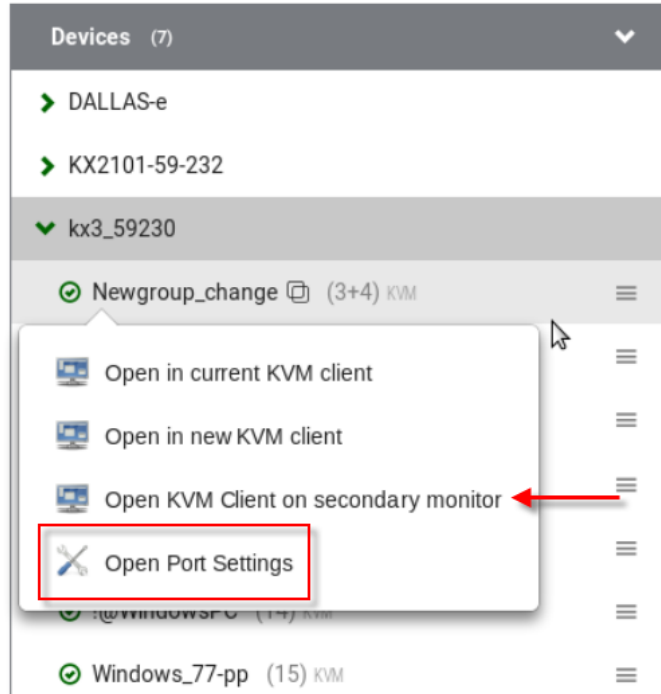 Devices (7)
DALLAS-e
KX2101-59-232
kx3_59230
Newgroup_change (3+4) KVM
Open in current KVM client
Open in new KVM client
Open KVM Client on secondary monitor
Open Port Settings
!@WindowsPC (14) KVM
Windows_77-pp (15) KVM